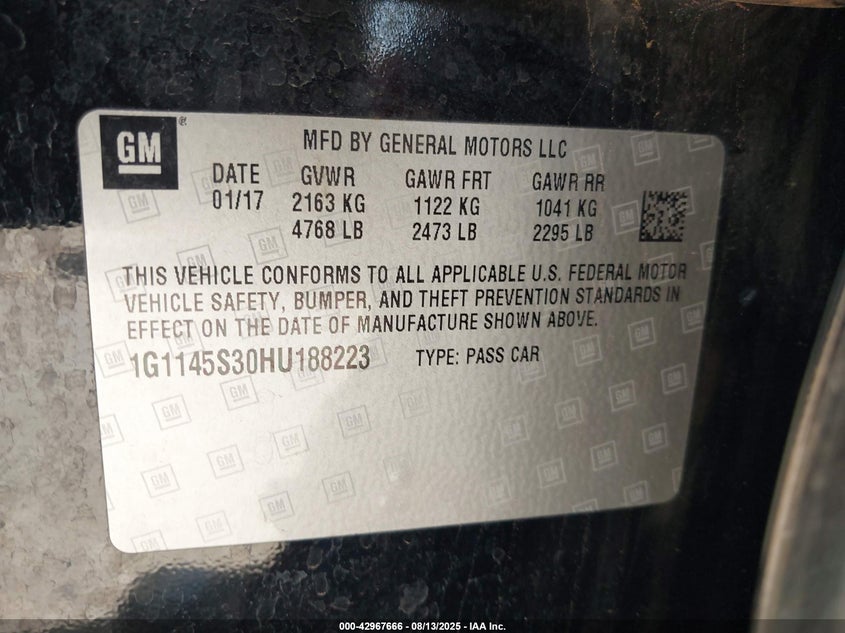 GM
MFD BY GENERAL MOTORS LLC
DATE GVWR GAWR FRT GAWR RR
01/17 2163 KG 1122 KG 1041 KG
4768 LB 2473 LB 2295 LB
THIS VEHICLE CONFORMS TO ALL APPLICABLE U.S. FEDERAL MOTOR
VEHICLE SAFETY, BUMPER, AND THEFT PREVENTION STANDARDS IN
EFFECT ON THE DATE OF MANUFACTURE SHOWN ABOVE.
1G1145S30HU188223 TYPE: PASS CAR
000-42967666 - 08/13/2025 - IAA Inc.